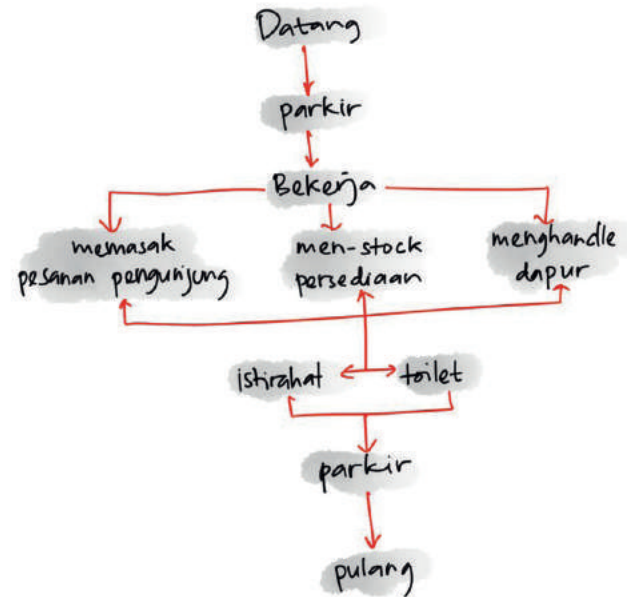 Datang
parkir
Bekerja
memasak
pesanan pengunjung
men-stock
persediaan
menghandle
dapur
istirahat
toilet
parkir
pulang